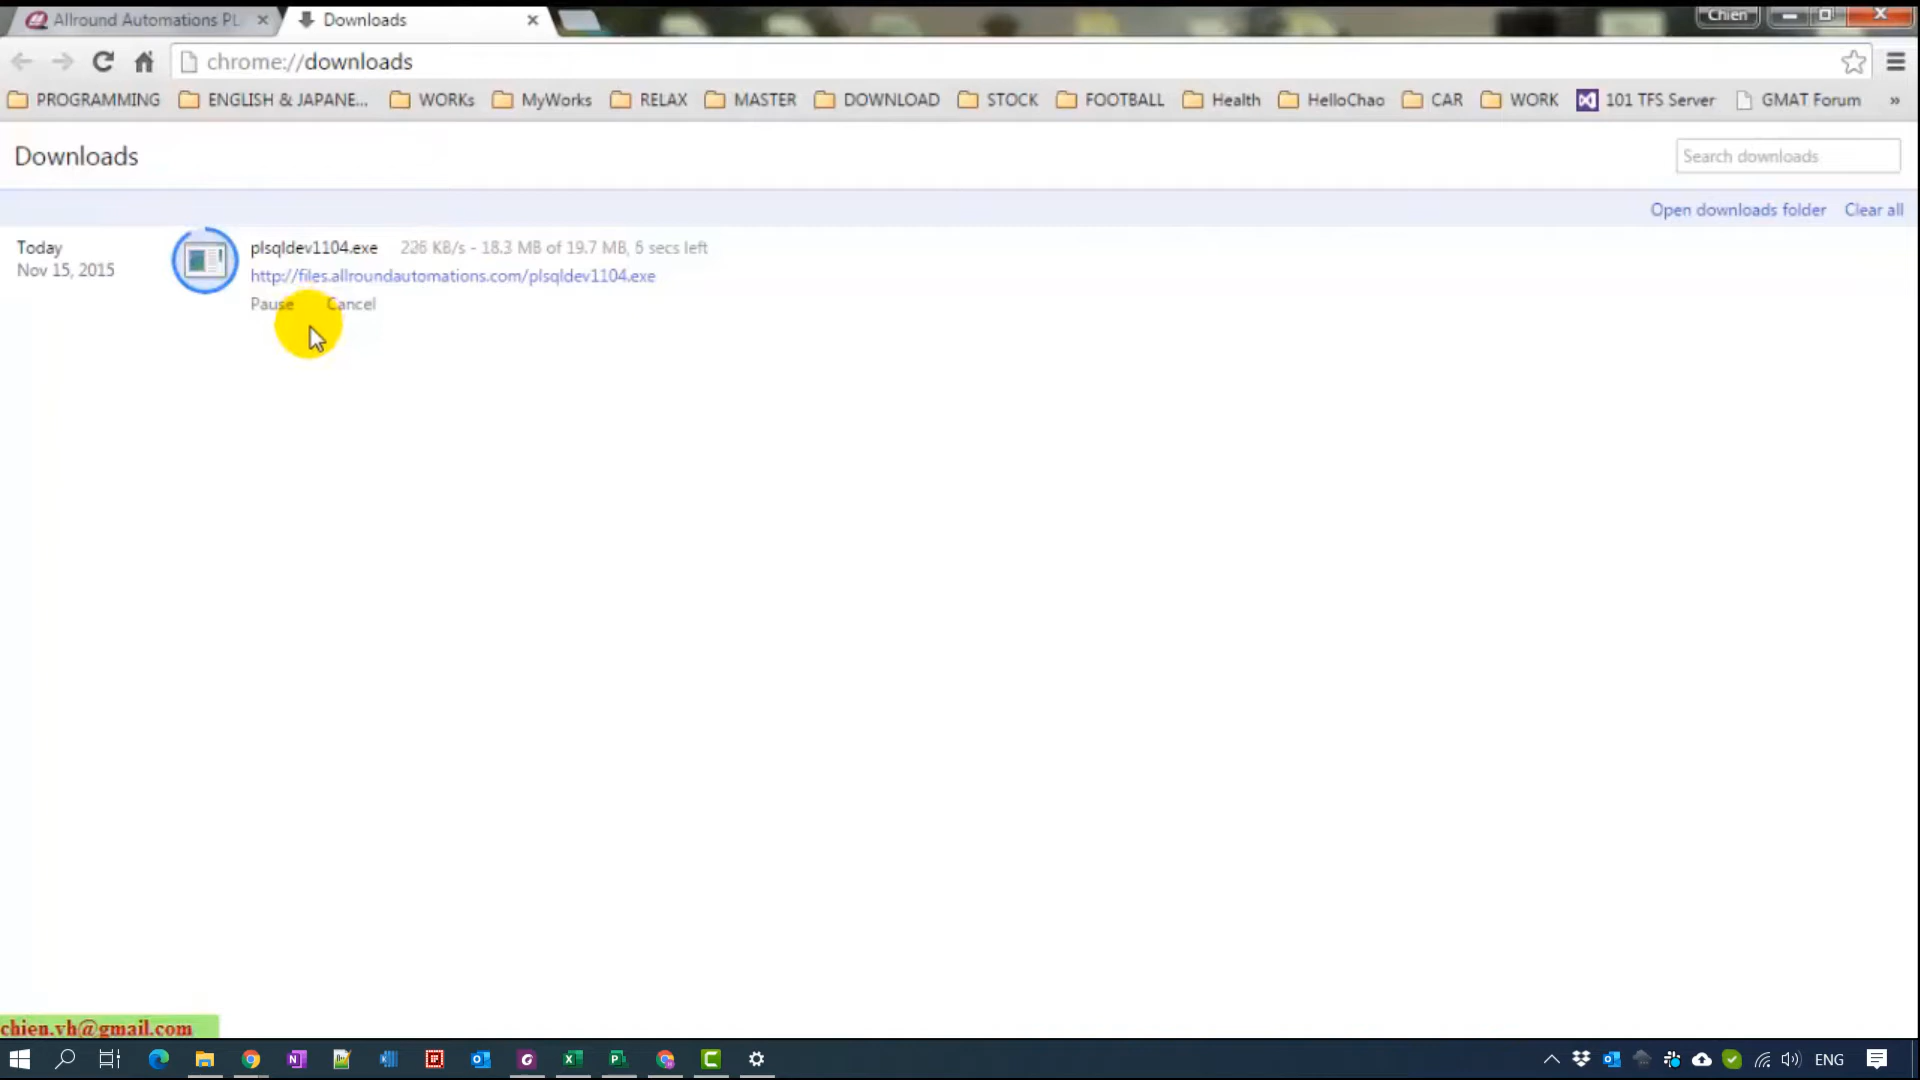 Allround Automations PL
Downloads
Chien
chrome://downloads
PROGRAMMING
ENGLISH & JAPANE...
WORKs
MyWorks
RELAX
MASTER
DOWNLOAD
STOCK
FOOTBALL
Health
HelloChao
CAR
WORK
101 TFS Server
GMAT Forum
»
Downloads
Search downloads
Open downloads folder
Clear all
Today
Nov 15, 2015
plsqldev1104.exe
226 KB/s - 18.3 MB of 19.7 MB, 6 secs left
http://files.allroundautomations.com/plsqldev1104.exe
Pause
Cancel
chien.vh@gmail.com
ENG